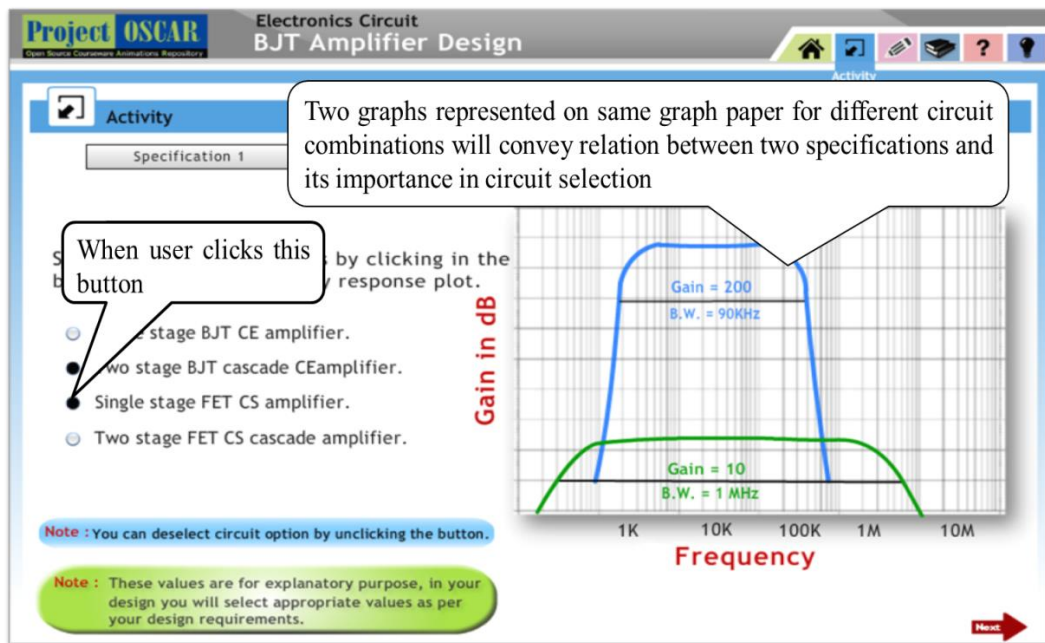 Project OSCAR
Open Source Courseware Animations Repository
Electronics Circuit
BJT Amplifier Design
Activity
Activity
Specification 1
Two graphs represented on same graph paper for different circuit
combinations will convey relation between two specifications and
its importance in circuit selection
When user clicks this
button
by clicking in the
response plot.
stage BJT CE amplifier.
Two stage BJT cascade CEamplifier.
Single stage FET CS amplifier.
Two stage FET CS cascade amplifier.
Note : You can deselect circuit option by unclicking the button.
Note : These values are for explanatory purpose, in your
design you will select appropriate values as per
your design requirements.
Gain in dB
Gain = 200
B.W. = 90KHz
Gain = 10
B.W. = 1 MHz
1K 10K 100K 1M 10M
Frequency
Next
?